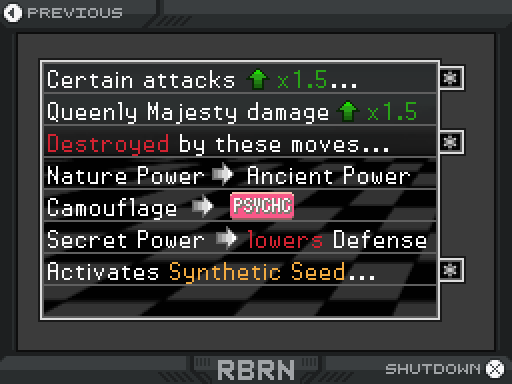 PREVIOUS
Certain attacks x1.5...
Queenly Majesty damage x1.5
Destroyed by these moves...
Nature Power Ancient Power
Camouflage PSYCHC
Secret Power lowers Defense
Activates Synthetic Seed...
RBRN
SHUTDOWN